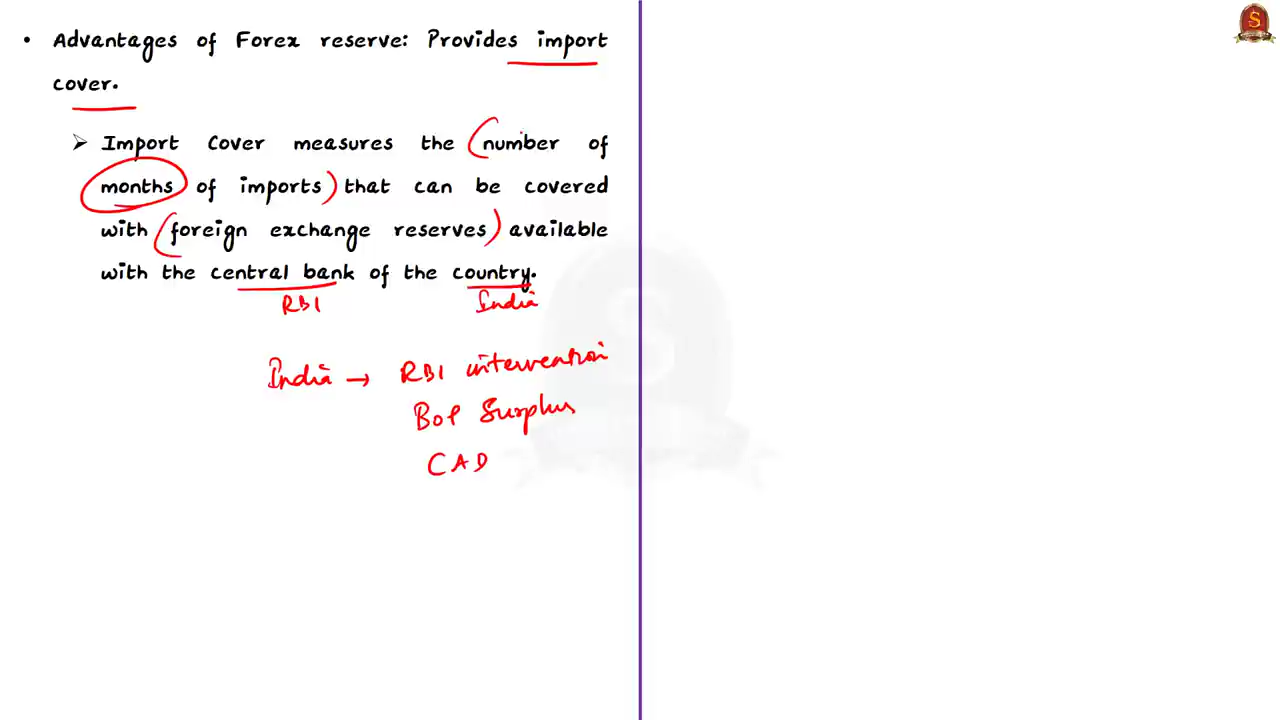 • Advantages of Forex reserve: Provides import
cover.
➢ Import Cover measures the (number of
months of imports) that can be covered
with (foreign exchange reserves) available
with the central bank of the country.
RBI India
India → RBI intervention
BoP Surplus
CAD
S